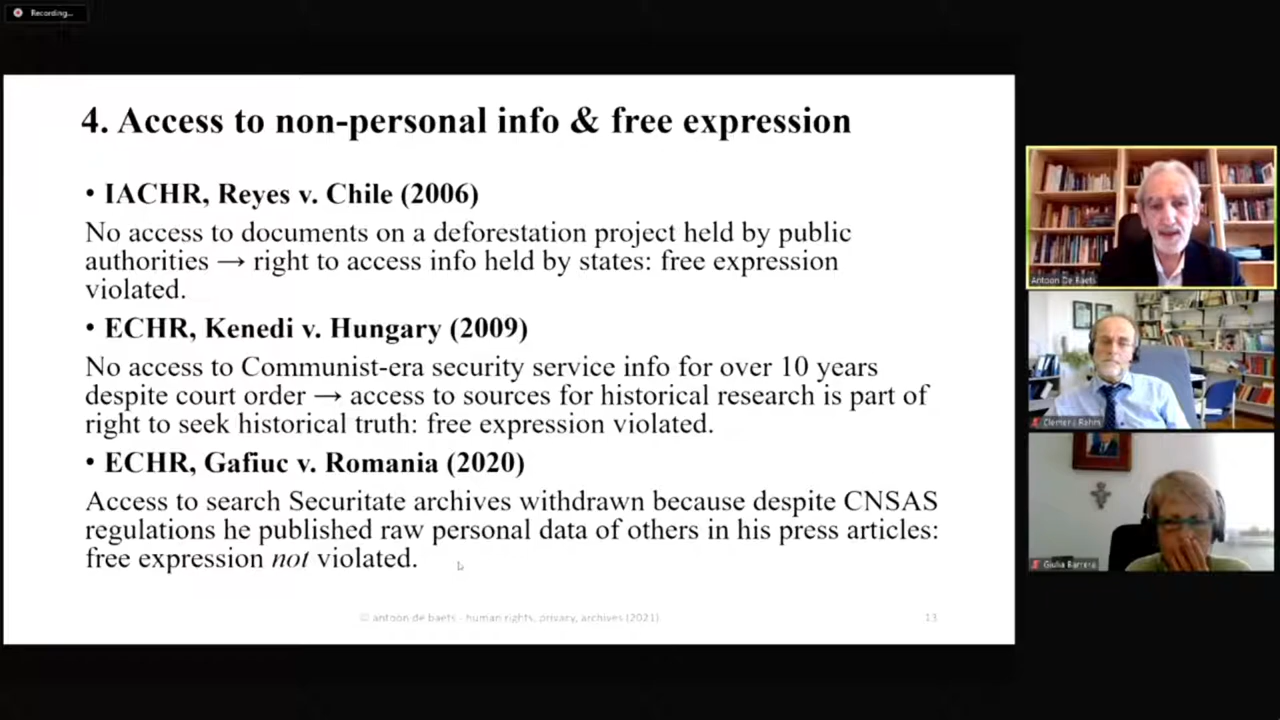 Recording...
4. Access to non-personal info & free expression
• IACHR, Reyes v. Chile (2006)
No access to documents on a deforestation project held by public
authorities → right to access info held by states: free expression
violated.
• ECHR, Kenedi v. Hungary (2009)
No access to Communist-era security service info for over 10 years
despite court order → access to sources for historical research is part of
right to seek historical truth: free expression violated.
• ECHR, Gafiuc v. Romania (2020)
Access to search Securitate archives withdrawn because despite CNSAS
regulations he published raw personal data of others in his press articles:
free expression not violated.
© antoon de baets - human rights, privacy, archives (2021)
13
Antoon De Baets
Clemens Rehm
Giulia Barrera